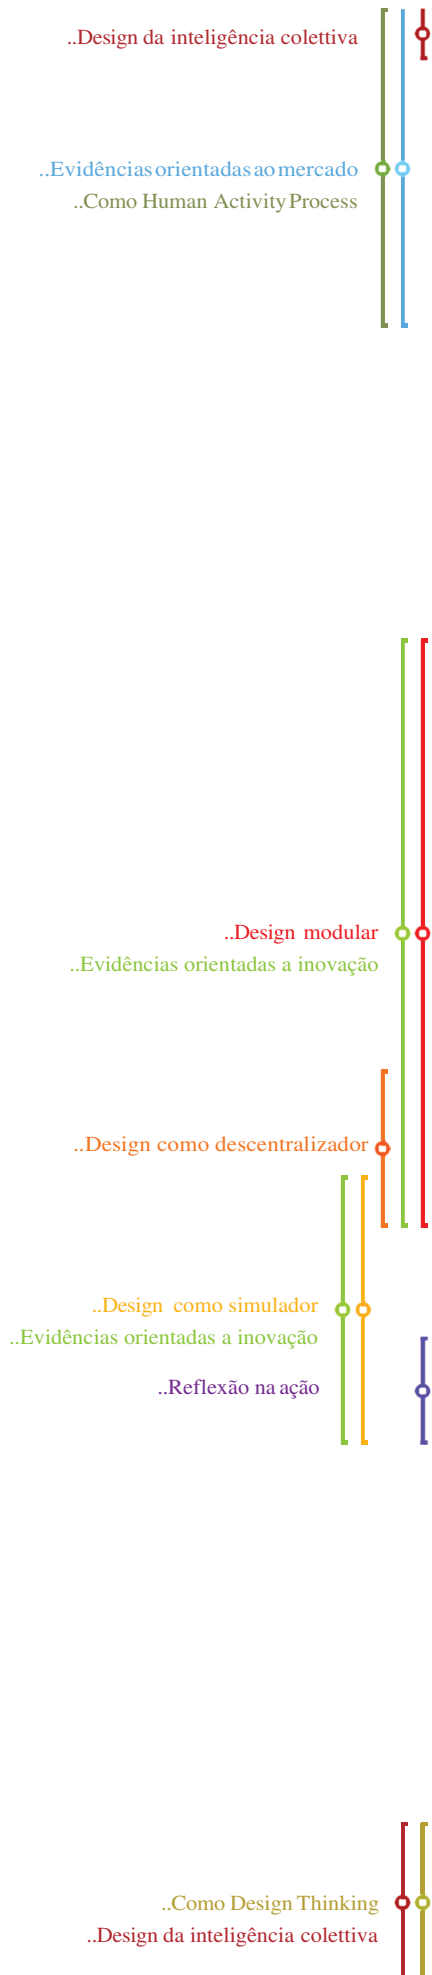 ..Design da inteligência colettiva
..Evidências orientadas ao mercado
..Como Human Activity Process
..Design modular
..Evidências orientadas a inovação
..Design como descentralizador
..Design como simulador
..Evidências orientadas a inovação
..Reflexão na ação
..Como Design Thinking
..Design da inteligência colettiva